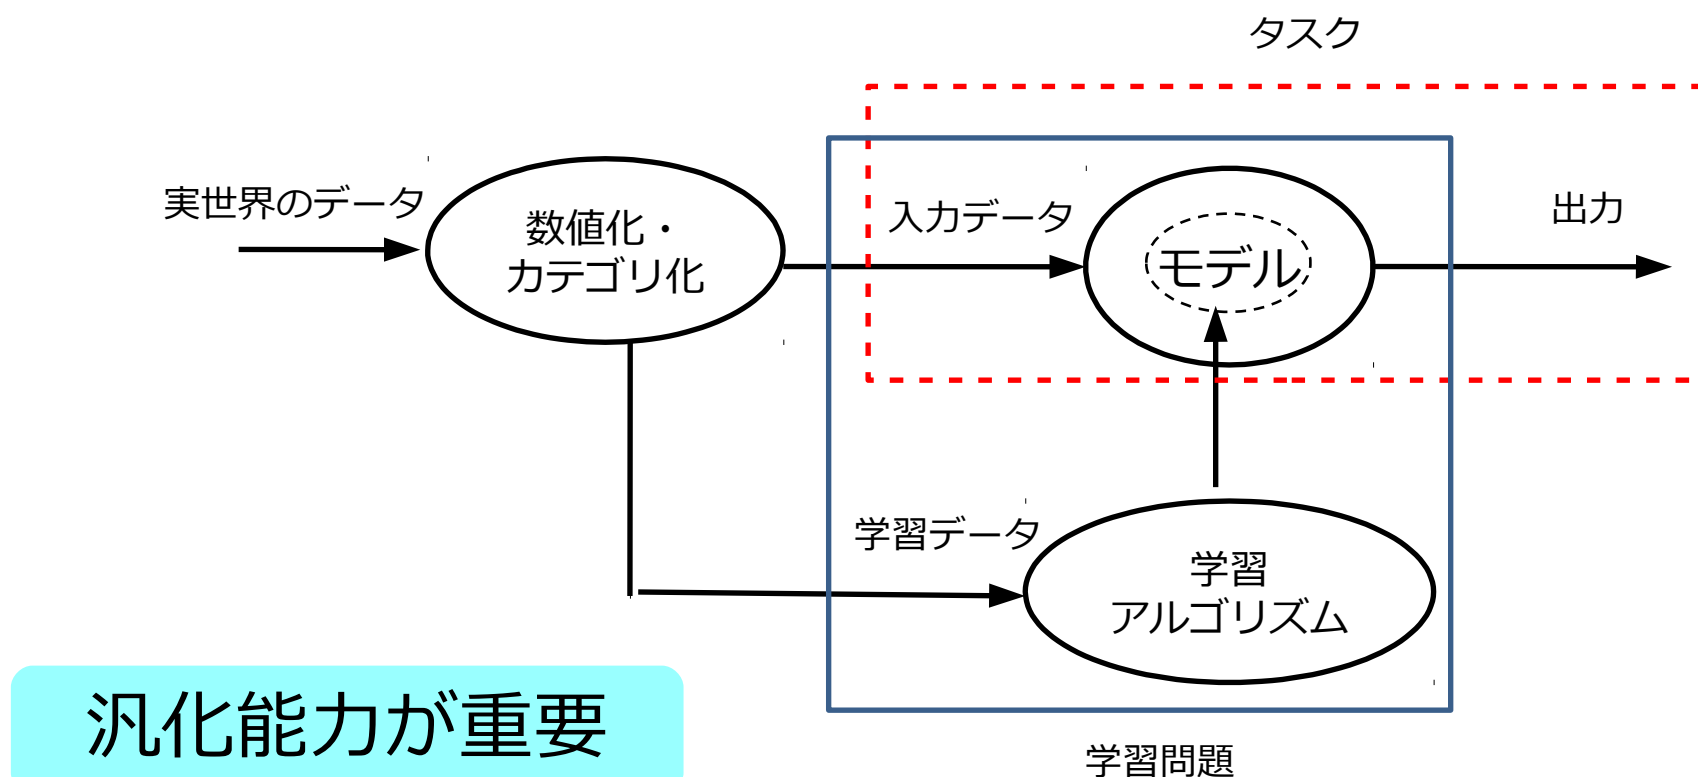 タスク
実世界のデータ
数値化・
カテゴリ化
入力データ
モデル
出力
学習データ
学習
アルゴリズム
汎化能力が重要
学習問題